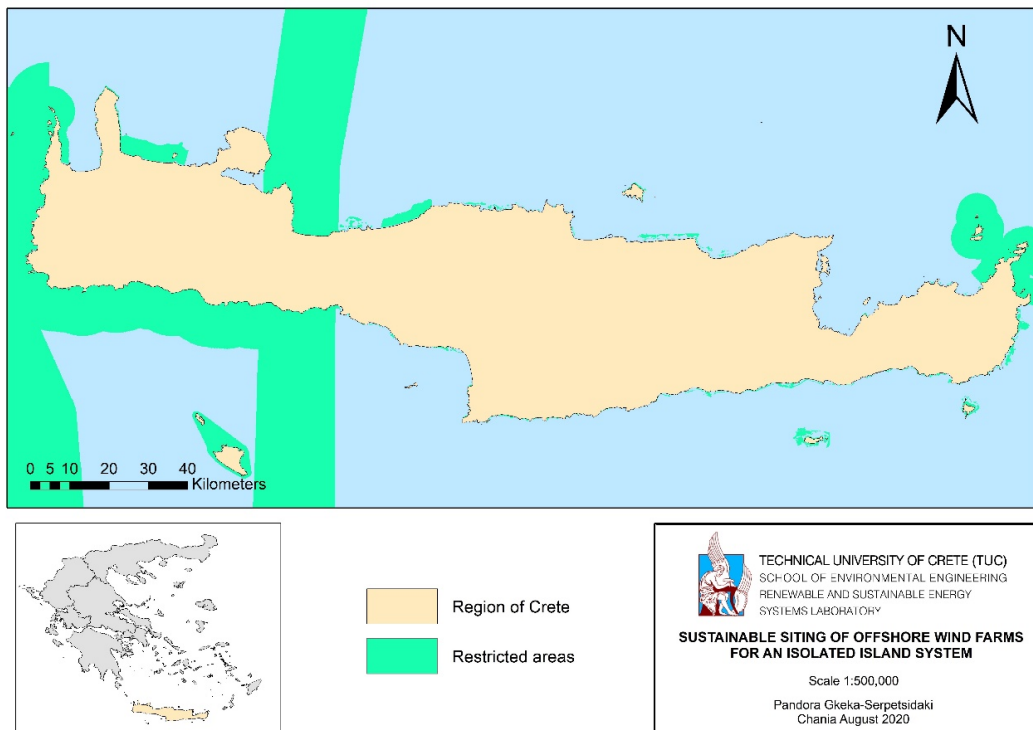 N
0 5 10 20 30 40
Kilometers
Region of Crete
Restricted areas
TECHNICAL UNIVERSITY OF CRETE (TUC)
SCHOOL OF ENVIRONMENTAL ENGINEERING
RENEWABLE AND SUSTAINABLE ENERGY
SYSTEMS LABORATORY
SUSTAINABLE SITING OF OFFSHORE WIND FARMS
FOR AN ISOLATED ISLAND SYSTEM
Scale 1:500,000
Pandora Gkeka-Serpetsidaki
Chania August 2020